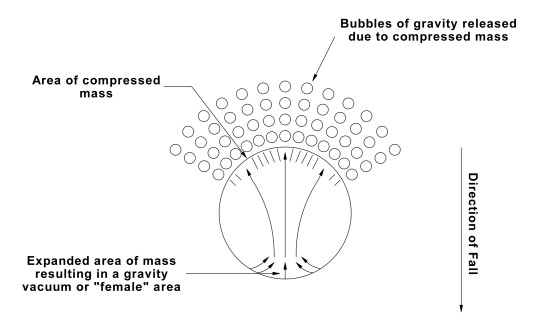 Bubbles of gravity released
due to compressed mass
Area of compressed
mass
Direction of Fall
Expanded area of mass
resulting in a gravity
vacuum or "female" area